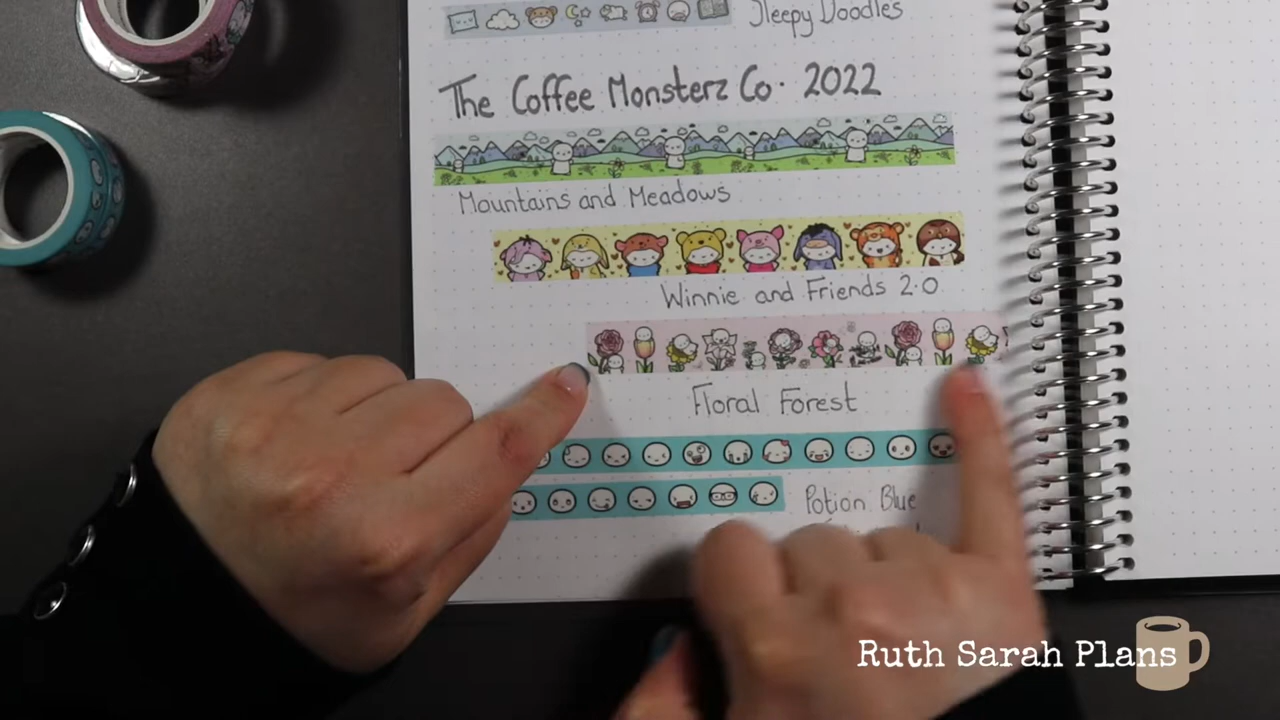 Sleepy Doodles
The Coffee Monsterz Co. 2022
Mountains and Meadows
Winnie and Friends 2.0
Floral Forest
Potion Blue
Ruth Sarah Plans